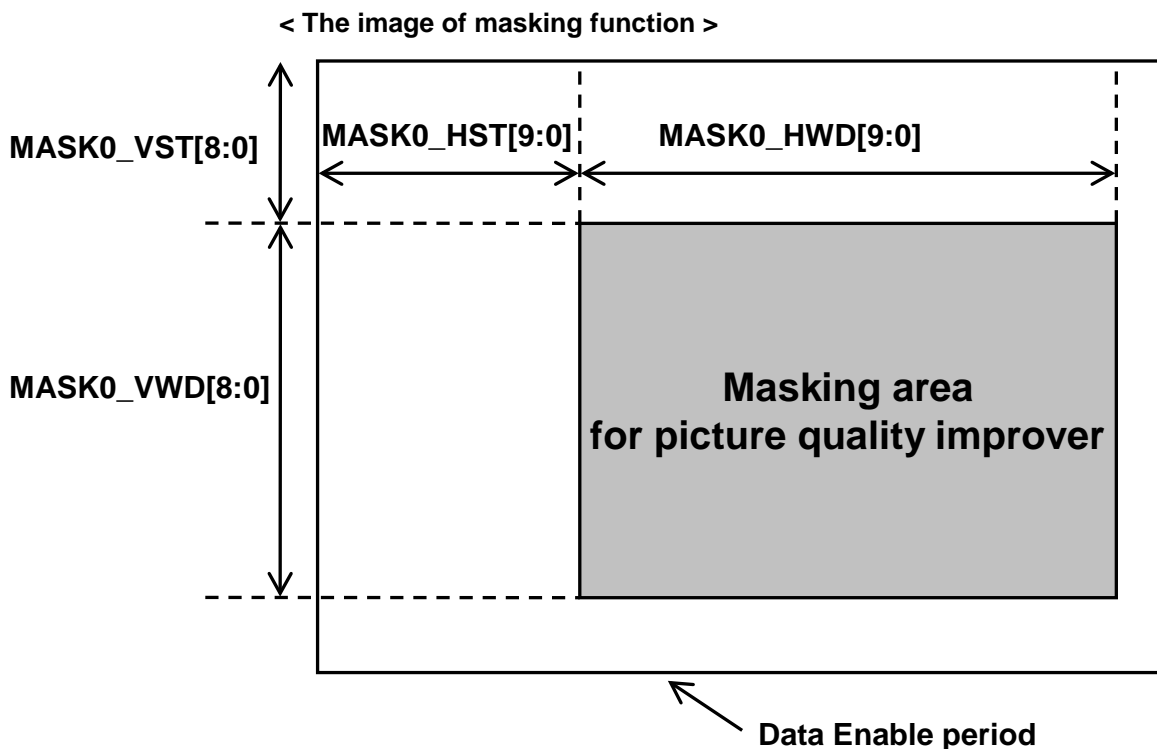 < The image of masking function >
MASK0_VST[8:0]
MASK0_HST[9:0]
MASK0_HWD[9:0]
MASK0_VWD[8:0]
Masking area
for picture quality improver
Data Enable period